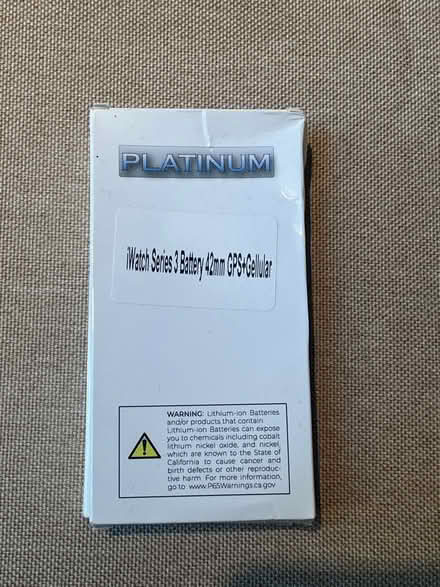 PLATINUM
iWatch Series 3 Battery 42mm GPS+Gellular
WARNING: Lithium-ion Batteries
and/or products that contain
Lithium-ion Batteries can expose
you to chemicals including cobalt
lithium nickel oxide, and nickel,
which are known to the State of
California to cause cancer and
birth defects or other reproduc-
tive harm. For more information,
go to: www.P65Warnings.ca.gov